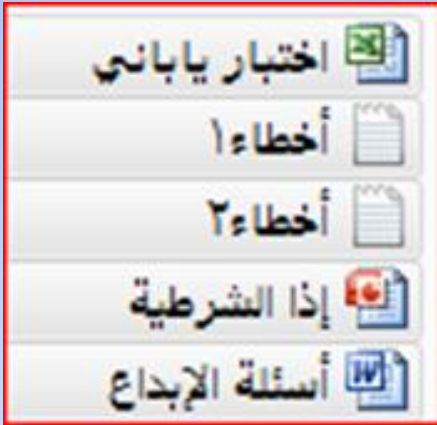 اختبار ياباني
أخطاء١
أخطاء٢
إذا الشرطية
أسئلة الإبداع